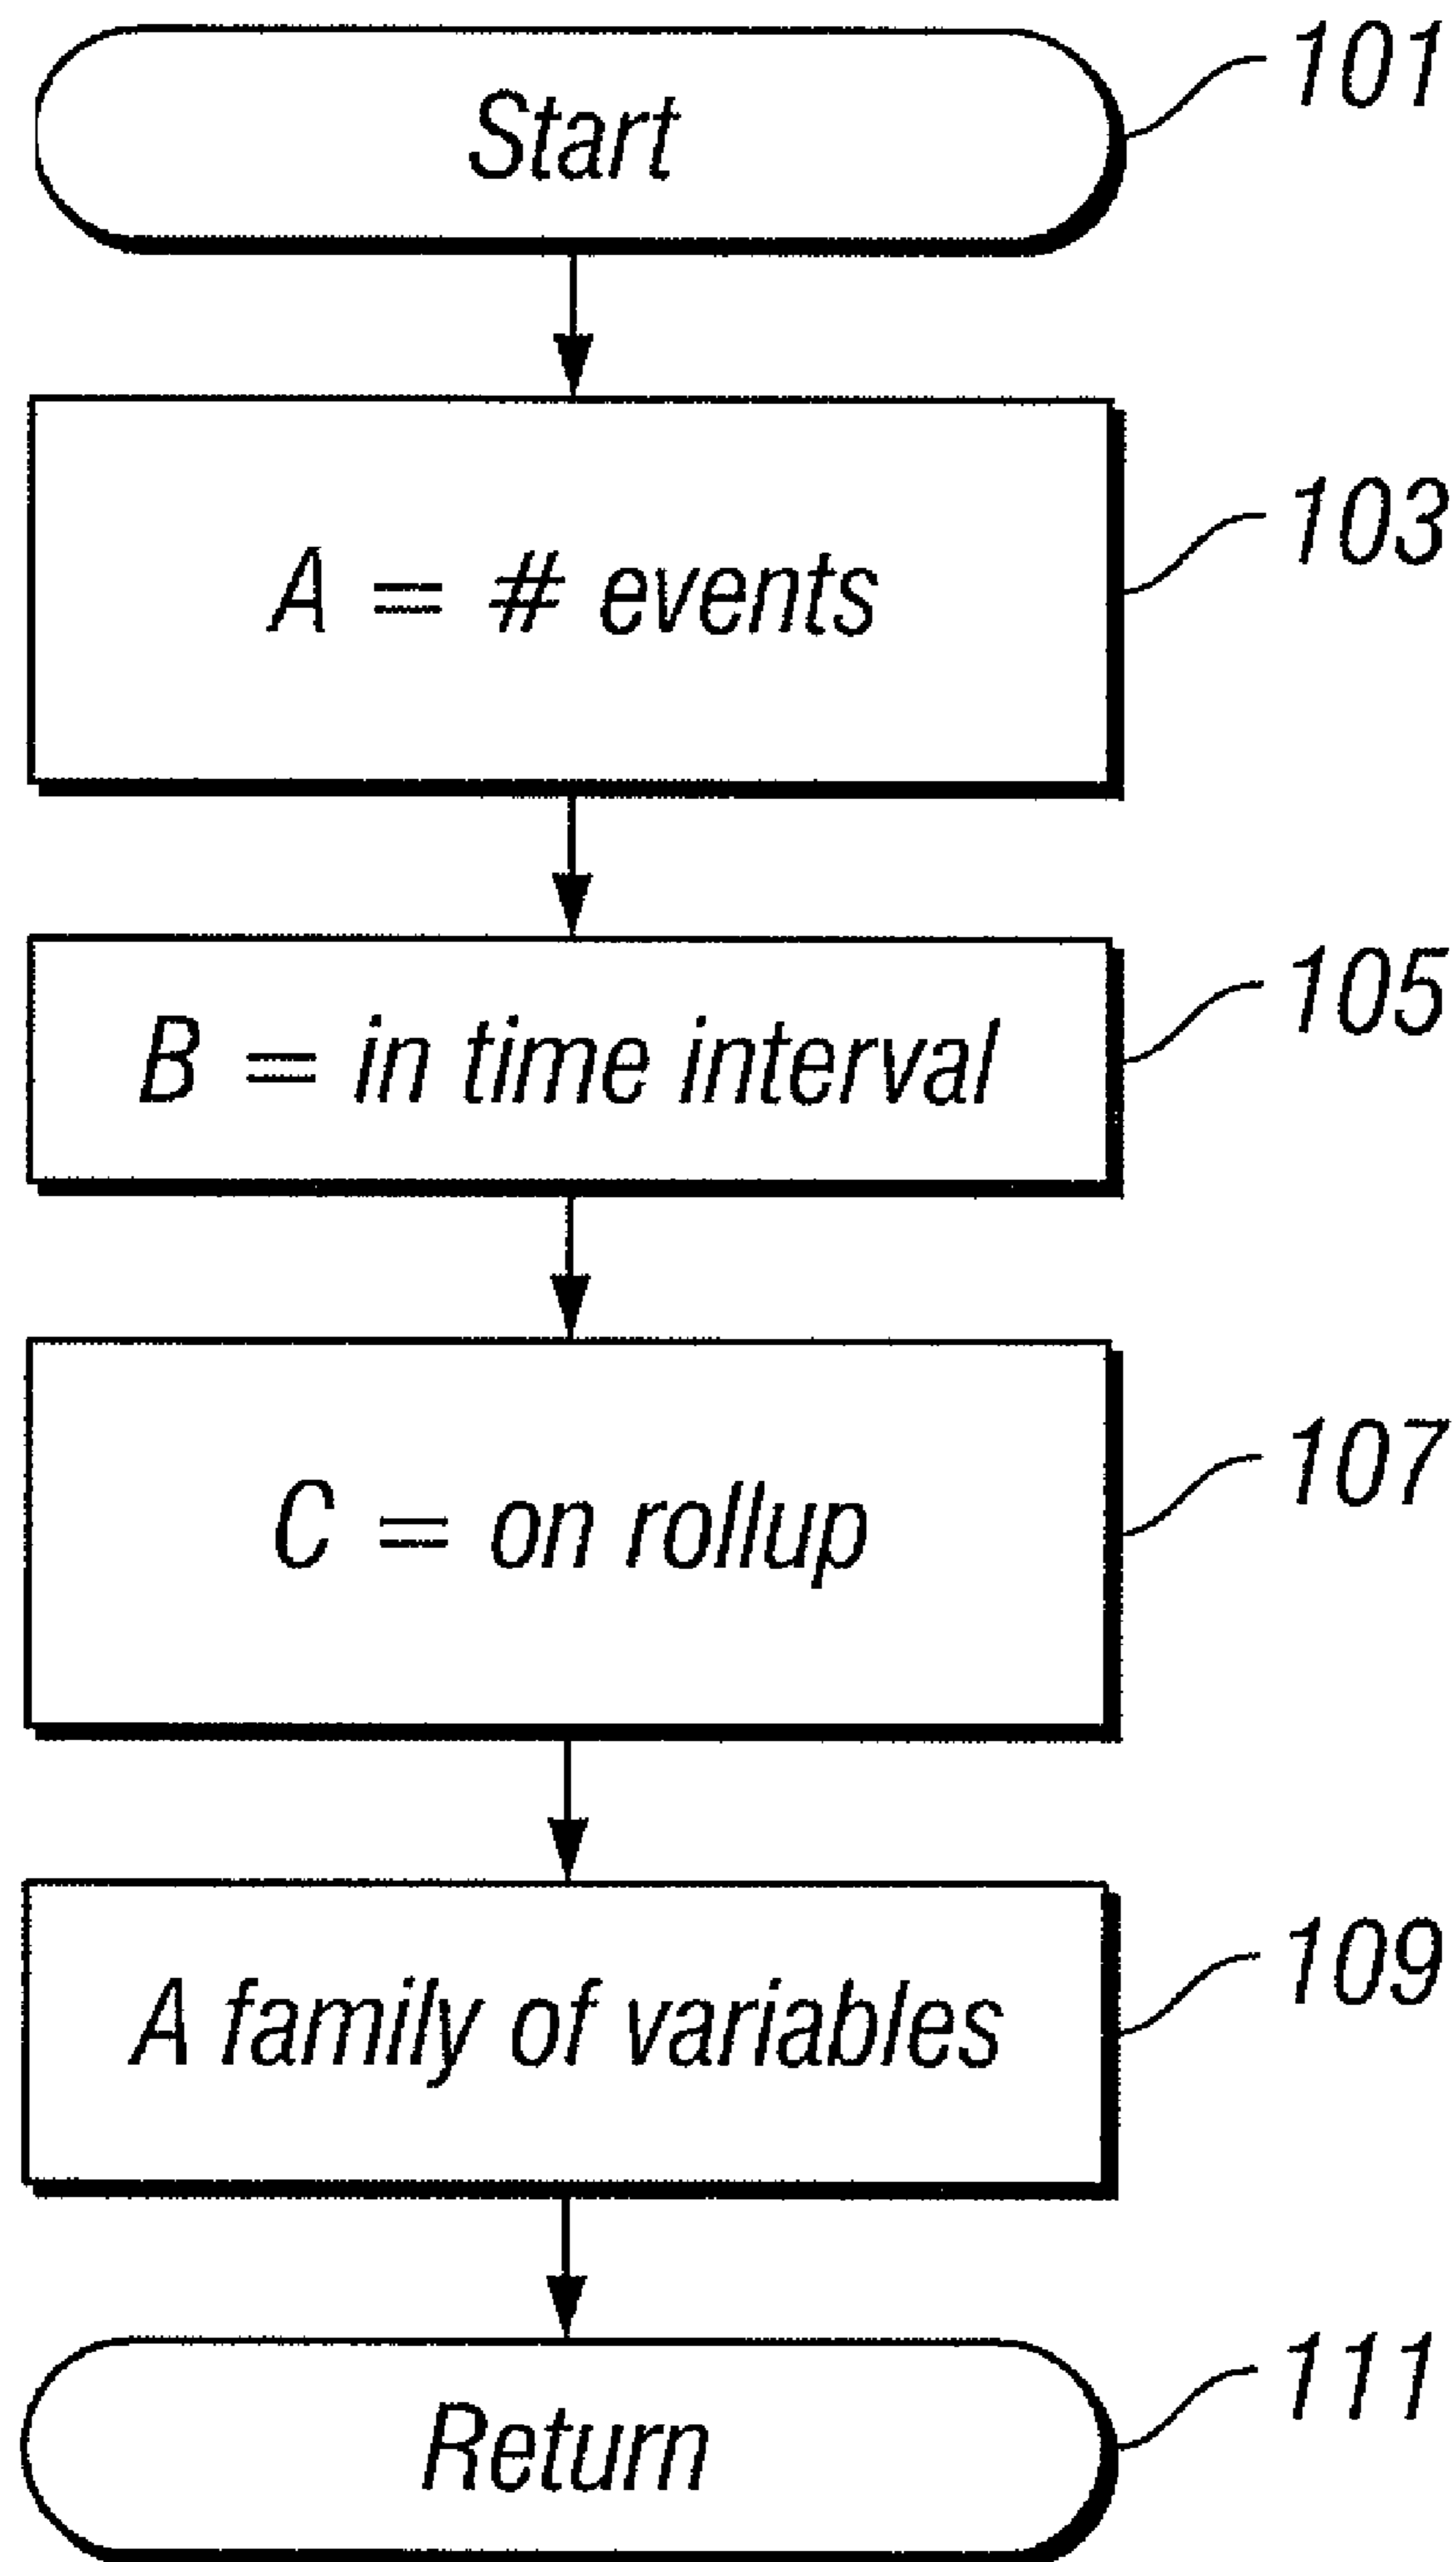 Start
101
A = # events
103
B = in time interval
105
C = on rollup
107
A family of variables
109
Return
111